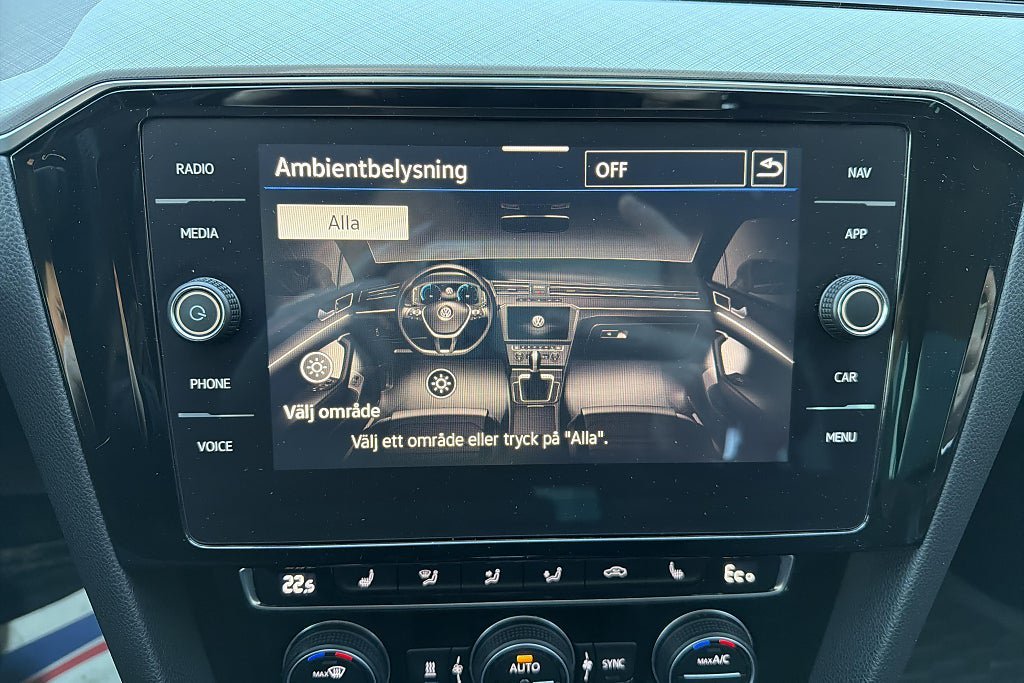 Ambientbelysning OFF
RADIO
NAV
Alla
MEDIA
APP
PHONE
CAR
Välj område
Välj ett område eller tryck på "Alla".
VOICE
MENU
22.5
Eco
MAX
AUTO
SYNC
MAX A/C